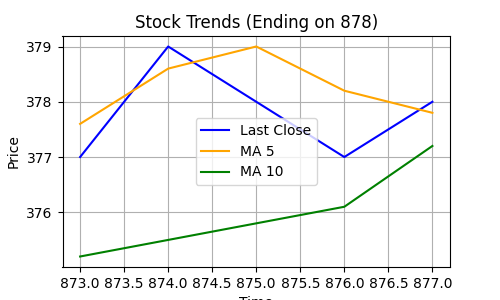 Stock Trends (Ending on 878)
379
378
377
376
Price
Last Close
MA 5
MA 10
873.0 873.5 874.0 874.5 875.0 875.5 876.0 876.5 877.0
Time